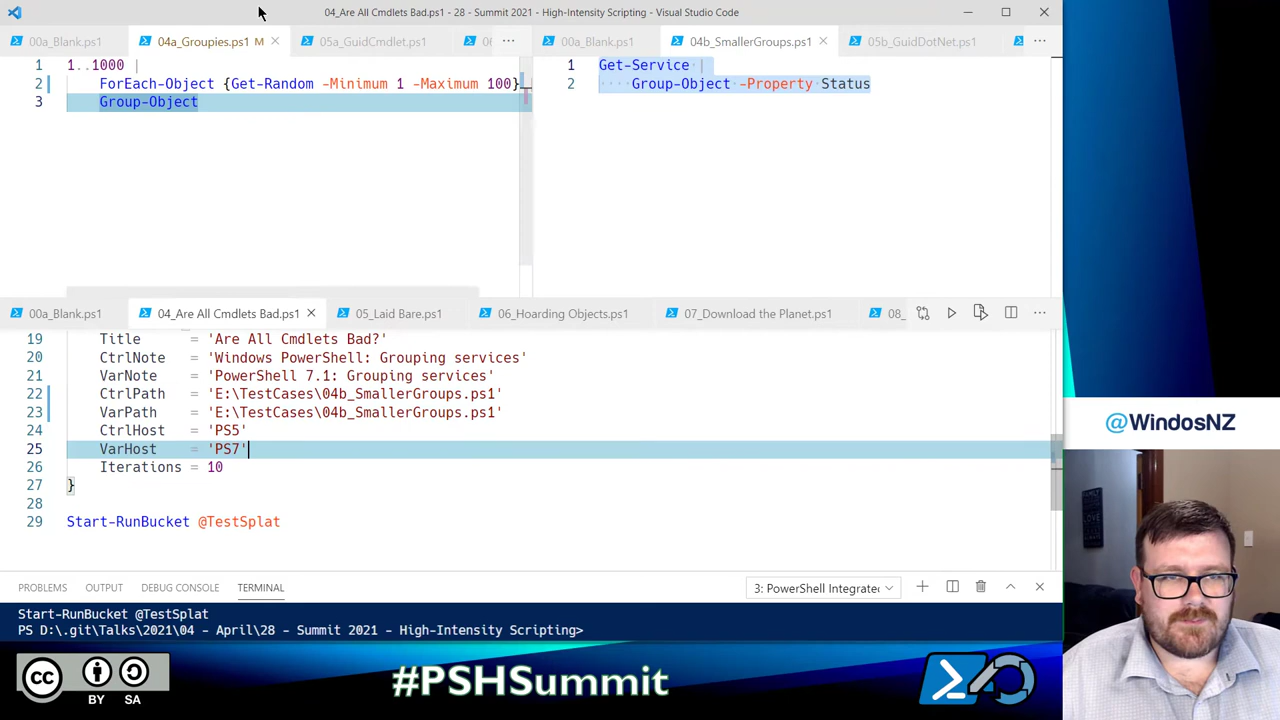 04_Are All Cmdlets Bad.ps1 - 28 - Summit 2021 - High-Intensity Scripting - Visual Studio Code
00a_Blank.ps1 04a_Groupies.ps1 M 05a_GuidCmdlet.ps1 06 ··· 00a_Blank.ps1 04b_SmallerGroups.ps1 05b_GuidDotNet.ps1 ···
1 1..1000 |
2 ForEach-Object {Get-Random -Minimum 1 -Maximum 100}
3 Group-Object
1 Get-Service |
2 ····Group-Object -Property Status
00a_Blank.ps1 04_Are All Cmdlets Bad.ps1 05_Laid Bare.ps1 06_Hoarding Objects.ps1 07_Download the Planet.ps1 08_ ···
19 Title = 'Are All Cmdlets Bad?'
20 CtrlNote = 'Windows PowerShell: Grouping services'
21 VarNote = 'PowerShell 7.1: Grouping services'
22 CtrlPath = 'E:\TestCases\04b_SmallerGroups.ps1'
23 VarPath = 'E:\TestCases\04b_SmallerGroups.ps1'
24 CtrlHost = 'PS5'
25 VarHost = 'PS7'
26 Iterations = 10
27 }
28
29 Start-RunBucket @TestSplat
PROBLEMS OUTPUT DEBUG CONSOLE TERMINAL 3: PowerShell Integrated
Start-RunBucket @TestSplat
PS D:\.git\Talks\2021\04 - April\28 - Summit 2021 - High-Intensity Scripting>
@WindosNZ
cc BY SA
#PSHSummit